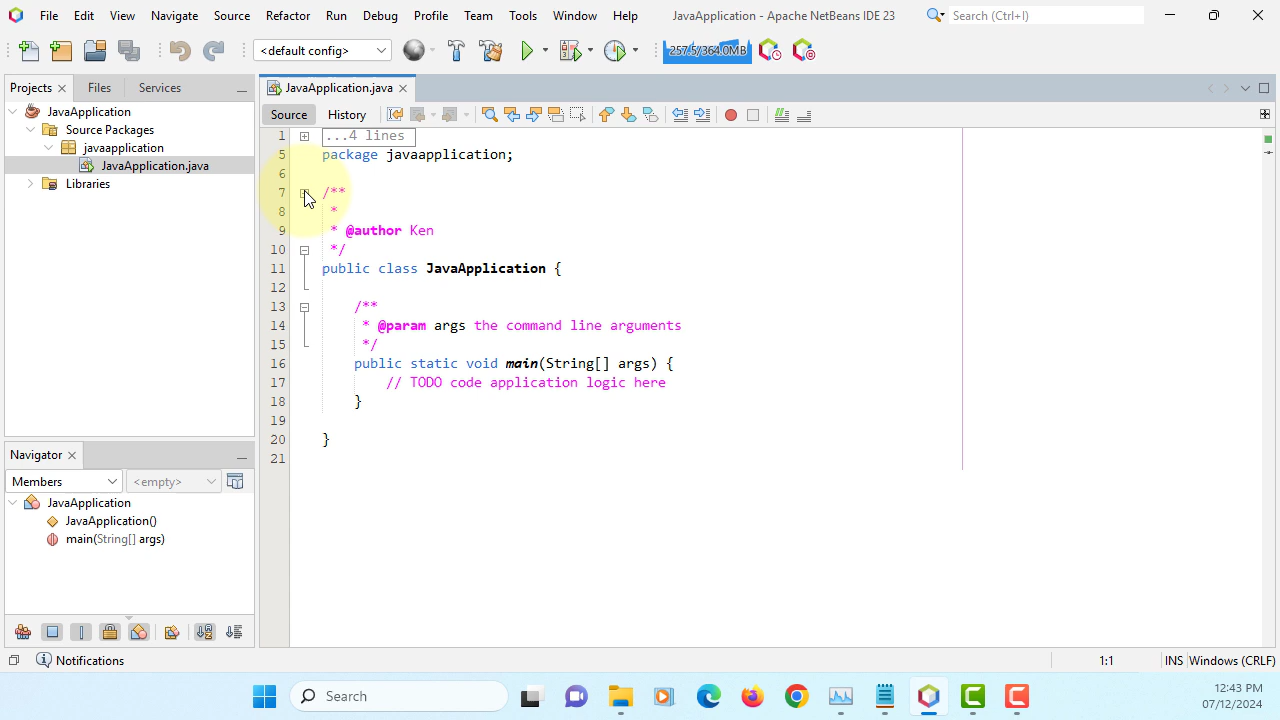 File Edit View Navigate Source Refactor Run Debug Profile Team Tools Window Help JavaApplication - Apache NetBeans IDE 23 Search (Ctrl+I)
<default config> 257.5/364.0MB
Projects Files Services JavaApplication.java
Source History
JavaApplication
Source Packages
javaapplication
JavaApplication.java
Libraries
1 ...4 lines
5 package javaapplication;
6
7 /**
8 *
9 * @author Ken
10 */
11 public class JavaApplication {
12
13 /**
14 * @param args the command line arguments
15 */
16 public static void main(String[] args) {
17 // TODO code application logic here
18 }
19
20 }
21
Navigator
Members <empty>
JavaApplication
JavaApplication()
main(String[] args)
Notifications 1:1 INS Windows (CRLF)
Search 12:43 PM
07/12/2024